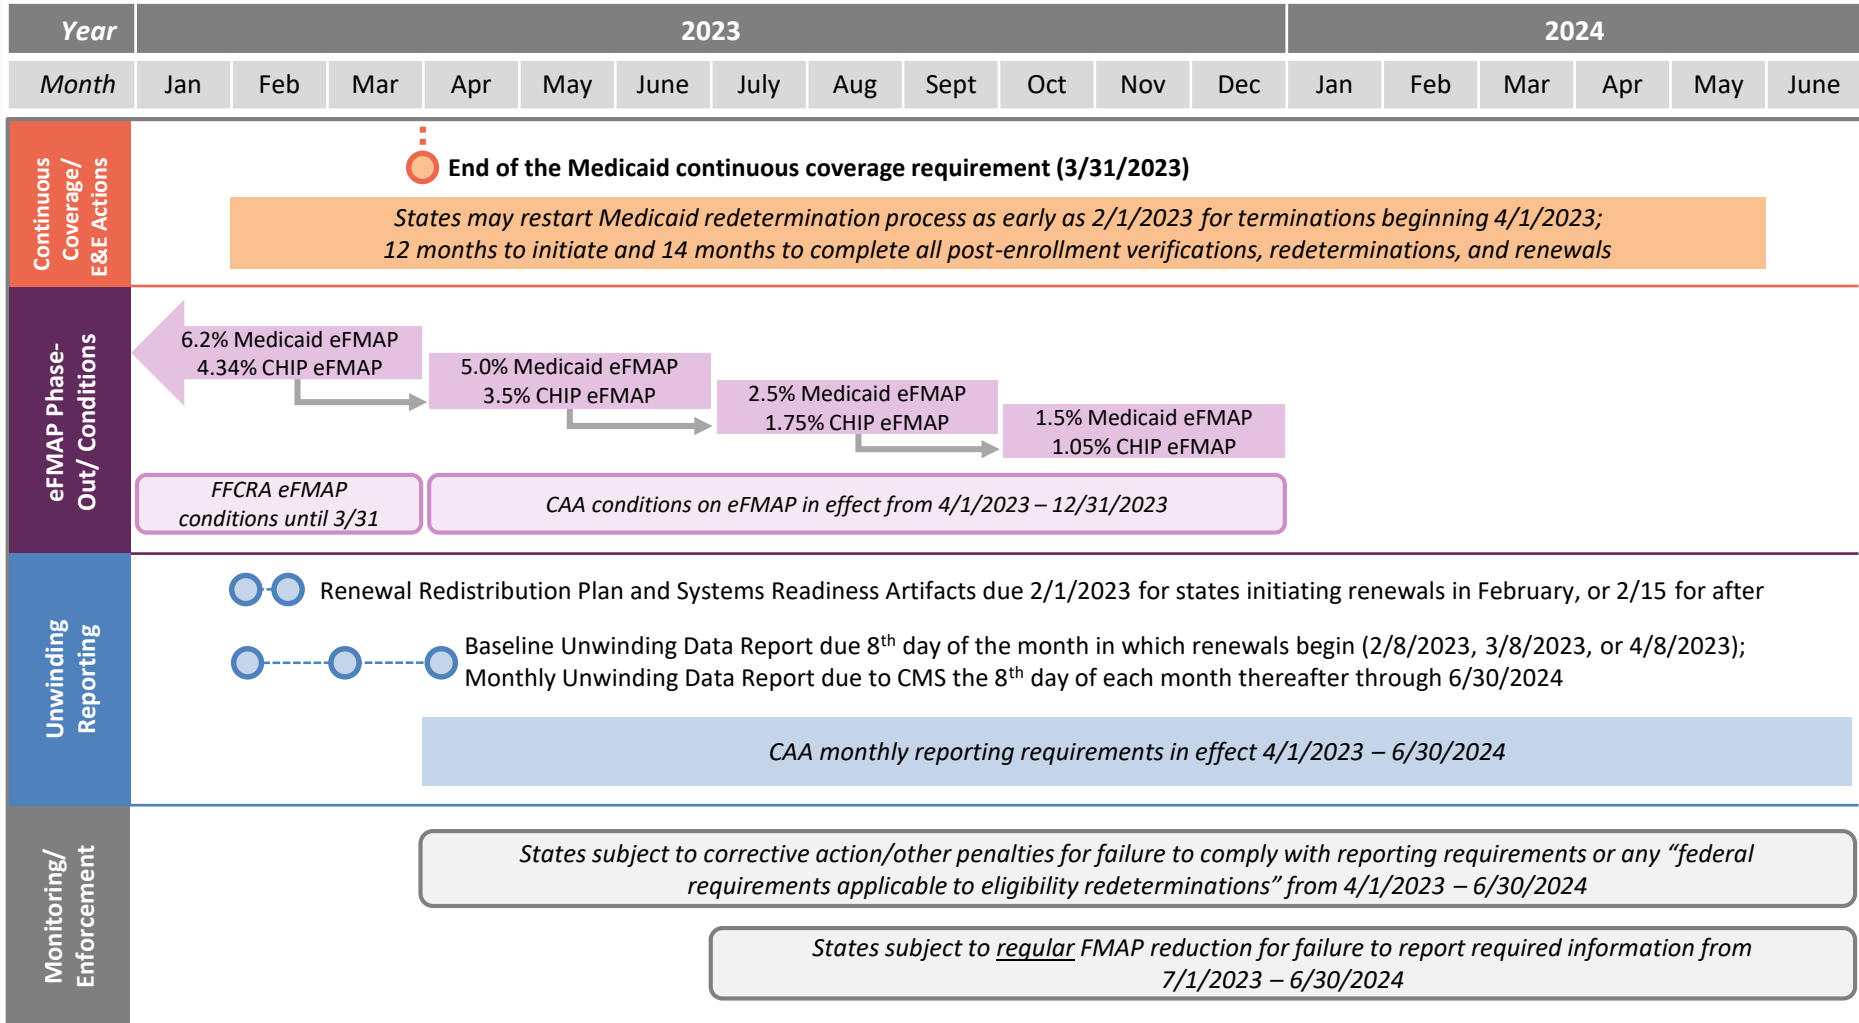 Year
2023
2024
Month
Jan
Feb
Mar
Apr
May
June
July
Aug
Sept
Oct
Nov
Dec
Jan
Feb
Mar
Apr
May
June
Continuous
Coverage/
E&E Actions
End of the Medicaid continuous coverage requirement (3/31/2023)
States may restart Medicaid redetermination process as early as 2/1/2023 for terminations beginning 4/1/2023;
12 months to initiate and 14 months to complete all post-enrollment verifications, redeterminations, and renewals
eFMAP Phase-
Out/ Conditions
6.2% Medicaid eFMAP
4.34% CHIP eFMAP
5.0% Medicaid eFMAP
3.5% CHIP eFMAP
2.5% Medicaid eFMAP
1.75% CHIP eFMAP
1.5% Medicaid eFMAP
1.05% CHIP eFMAP
FFCRA eFMAP
conditions until 3/31
CAA conditions on eFMAP in effect from 4/1/2023 – 12/31/2023
Unwinding
Reporting
Renewal Redistribution Plan and Systems Readiness Artifacts due 2/1/2023 for states initiating renewals in February, or 2/15 for after
Baseline Unwinding Data Report due 8th day of the month in which renewals begin (2/8/2023, 3/8/2023, or 4/8/2023);
Monthly Unwinding Data Report due to CMS the 8th day of each month thereafter through 6/30/2024
CAA monthly reporting requirements in effect 4/1/2023 – 6/30/2024
Monitoring/
Enforcement
States subject to corrective action/other penalties for failure to comply with reporting requirements or any “federal
requirements applicable to eligibility redeterminations” from 4/1/2023 – 6/30/2024
States subject to regular FMAP reduction for failure to report required information from
7/1/2023 – 6/30/2024